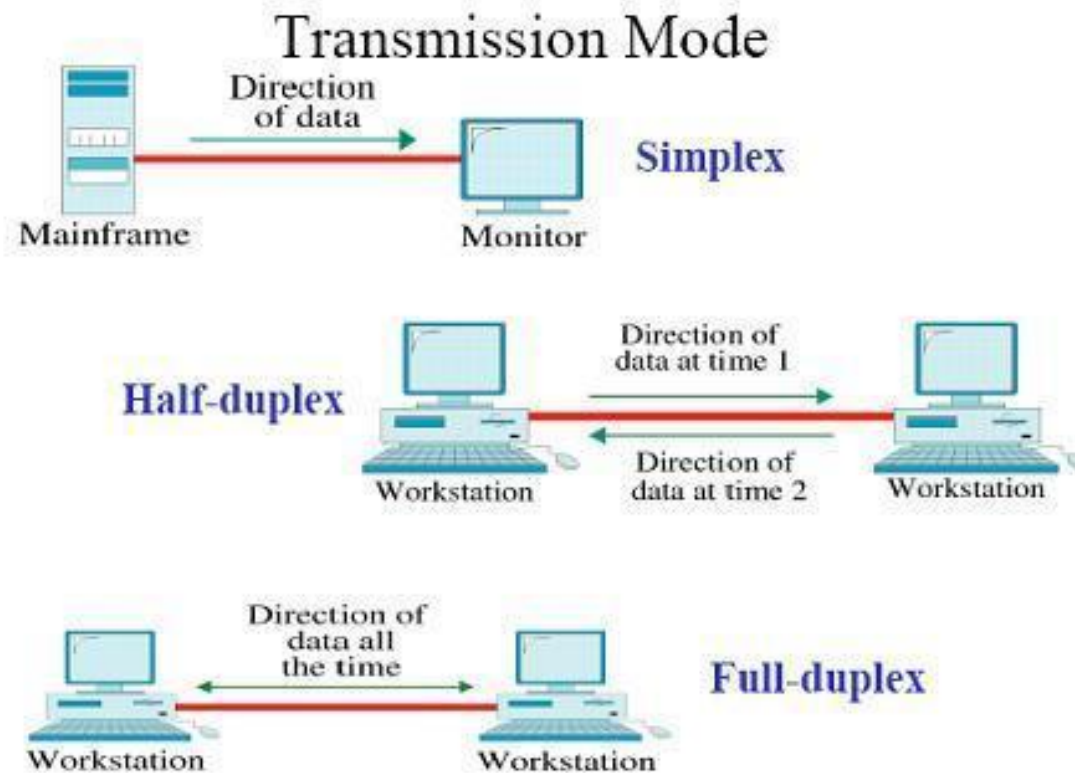 Transmission Mode
Direction
of data
Simplex
Mainframe
Monitor
Half-duplex
Direction of
data at time 1
Direction of
data at time 2
Workstation
Workstation
Direction of
data all
the time
Full-duplex
Workstation
Workstation